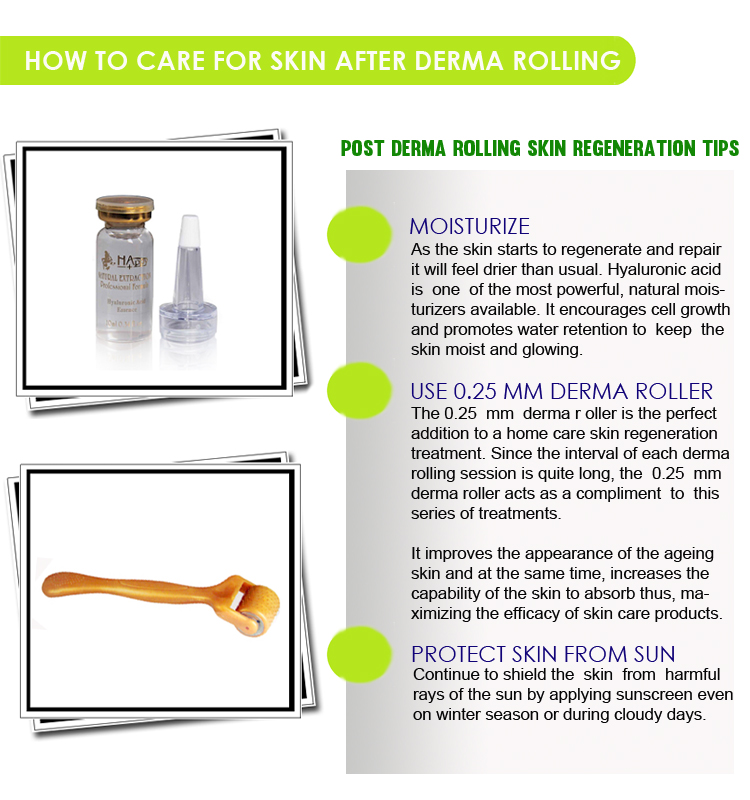 HOW TO CARE FOR SKIN AFTER DERMA ROLLING
POST DERMA ROLLING SKIN REGENERATION TIPS
MOISTURIZE
As the skin starts to regenerate and repair
it will feel drier than usual. Hyaluronic acid
is one of the most powerful, natural mois-
turizers available. It encourages cell growth
and promotes water retention to keep the
skin moist and glowing.
USE 0.25 MM DERMA ROLLER
The 0.25 mm derma r oller is the perfect
addition to a home care skin regeneration
treatment. Since the interval of each derma
rolling session is quite long, the 0.25 mm
derma roller acts as a compliment to this
series of treatments.
It improves the appearance of the ageing
skin and at the same time, increases the
capability of the skin to absorb thus, ma-
ximizing the efficacy of skin care products.
PROTECT SKIN FROM SUN
Continue to shield the skin from harmful
rays of the sun by applying sunscreen even
on winter season or during cloudy days.
NATURAL
Professional For
Hyaluronic Acid
Essence